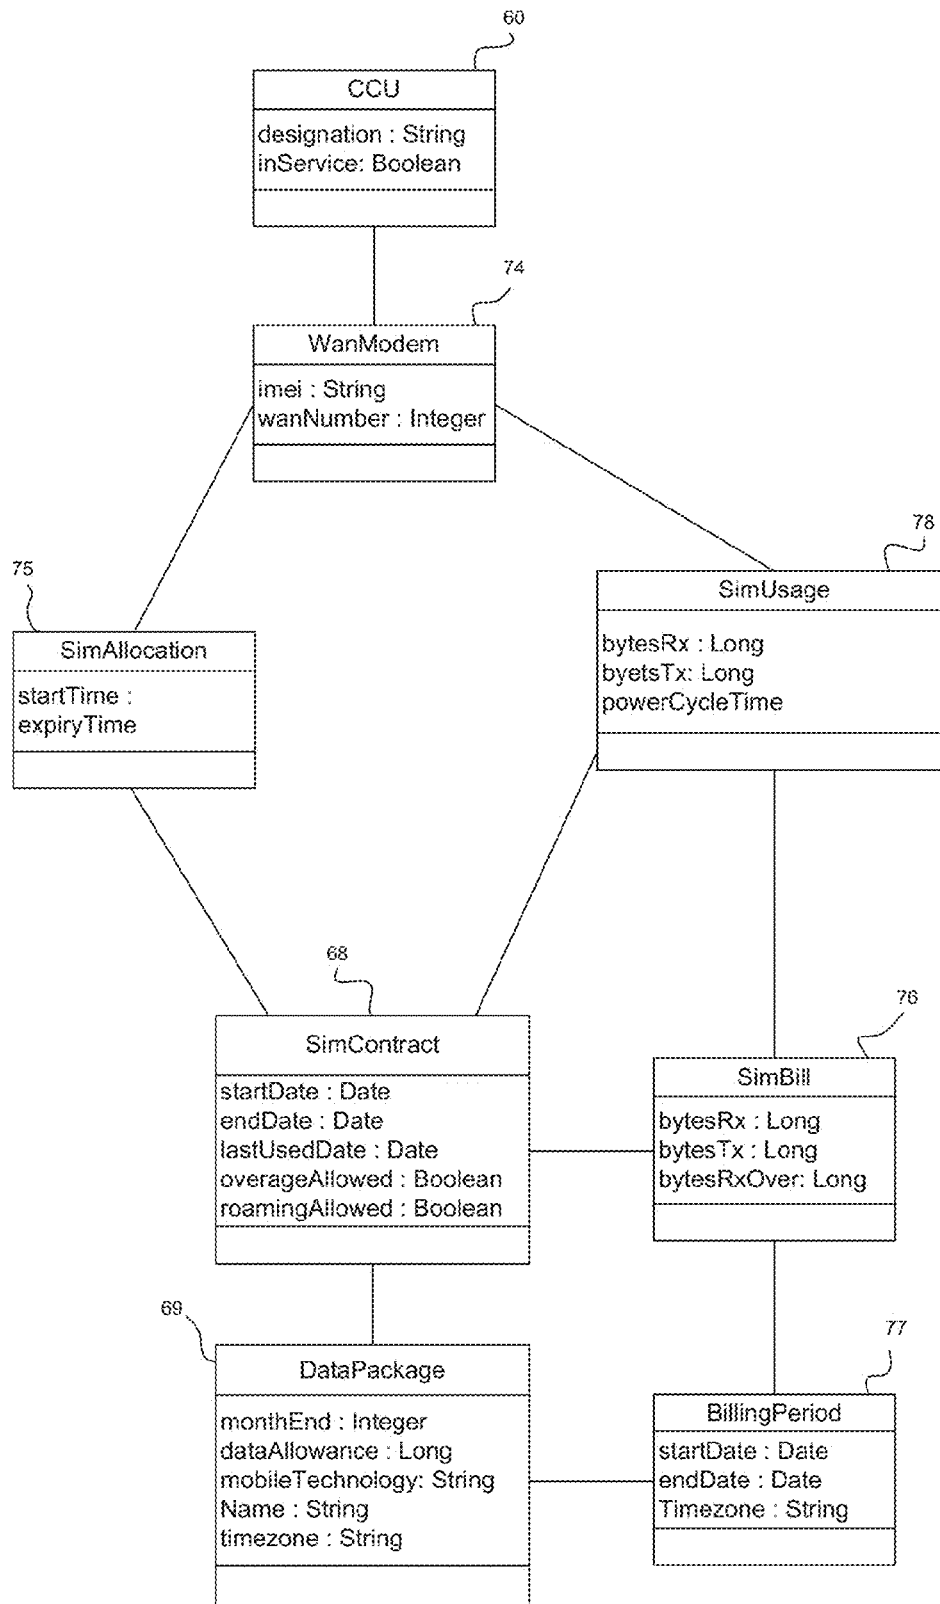 60
CCU
designation : String
inService: Boolean
74
WanModem
imei : String
wanNumber : Integer
78
SimUsage
bytesRx : Long
byetsTx: Long
powerCycleTime
75
SimAllocation
startTime :
expiryTime
68
SimContract
startDate : Date
endDate : Date
lastUsedDate : Date
overageAllowed : Boolean
roamingAllowed : Boolean
76
SimBill
bytesRx : Long
bytesTx : Long
bytesRxOver: Long
69
DataPackage
monthEnd : Integer
dataAllowance : Long
mobileTechnology: String
Name : String
timezone : String
77
BillingPeriod
startDate : Date
endDate : Date
Timezone : String